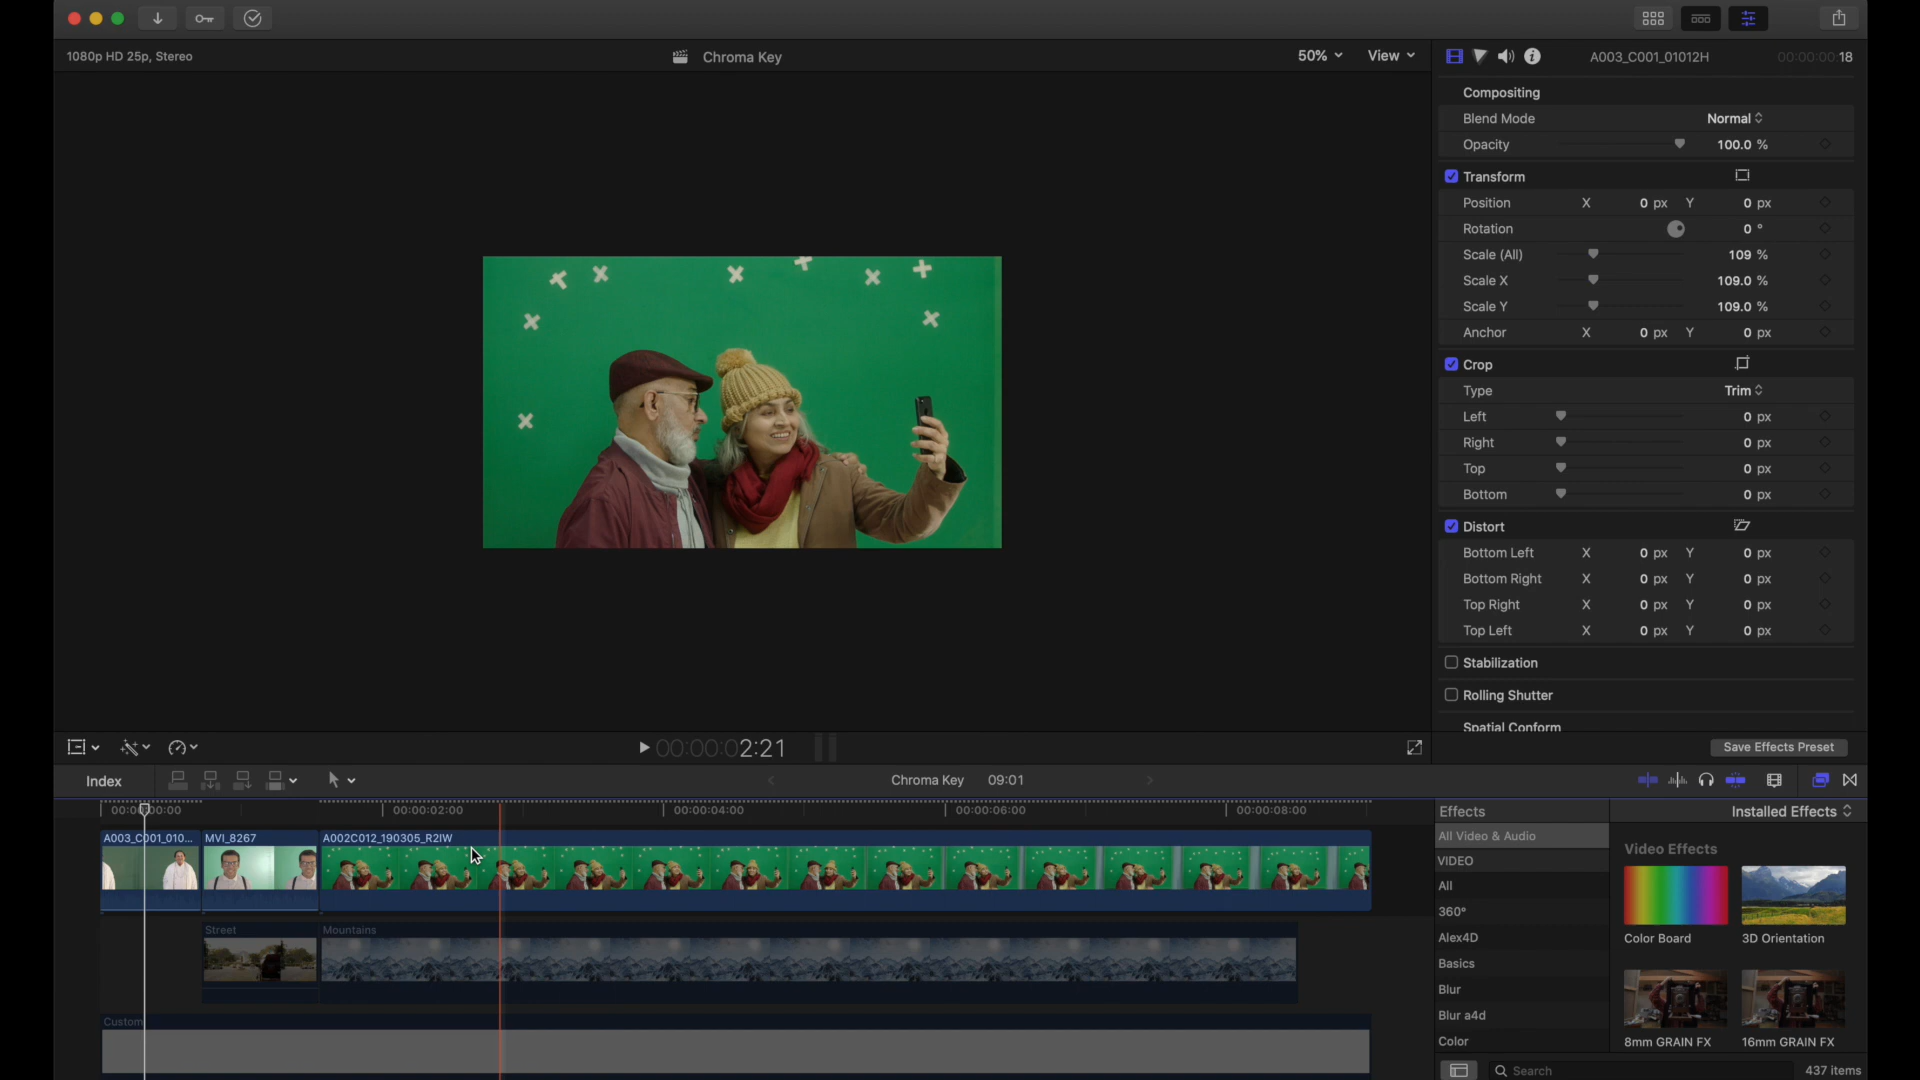 1080p HD 25p, Stereo
Chroma Key
50%
View
A003_C001_01012H
00:00:00:18
Compositing
Blend Mode Normal
Opacity 100.0 %
Transform
Position X 0 px Y 0 px
Rotation 0 °
Scale (All) 109 %
Scale X 109.0 %
Scale Y 109.0 %
Anchor X 0 px Y 0 px
Crop
Type Trim
Left 0 px
Right 0 px
Top 0 px
Bottom 0 px
Distort
Bottom Left X 0 px Y 0 px
Bottom Right X 0 px Y 0 px
Top Right X 0 px Y 0 px
Top Left X 0 px Y 0 px
Stabilization
Rolling Shutter
Spatial Conform
00:00:02:21
Save Effects Preset
Index
Chroma Key 09:01
00:00:00:00 00:00:02:00 00:00:04:00 00:00:06:00 00:00:08:00
A003_C001_010... MVI_8267 A002C012_190305_R2IW
Street Mountains
Custom
Effects
Installed Effects
All Video & Audio
VIDEO
All
360°
Alex4D
Basics
Blur
Blur a4d
Color
Video Effects
Color Board 3D Orientation
8mm GRAIN FX 16mm GRAIN FX
Search
437 items